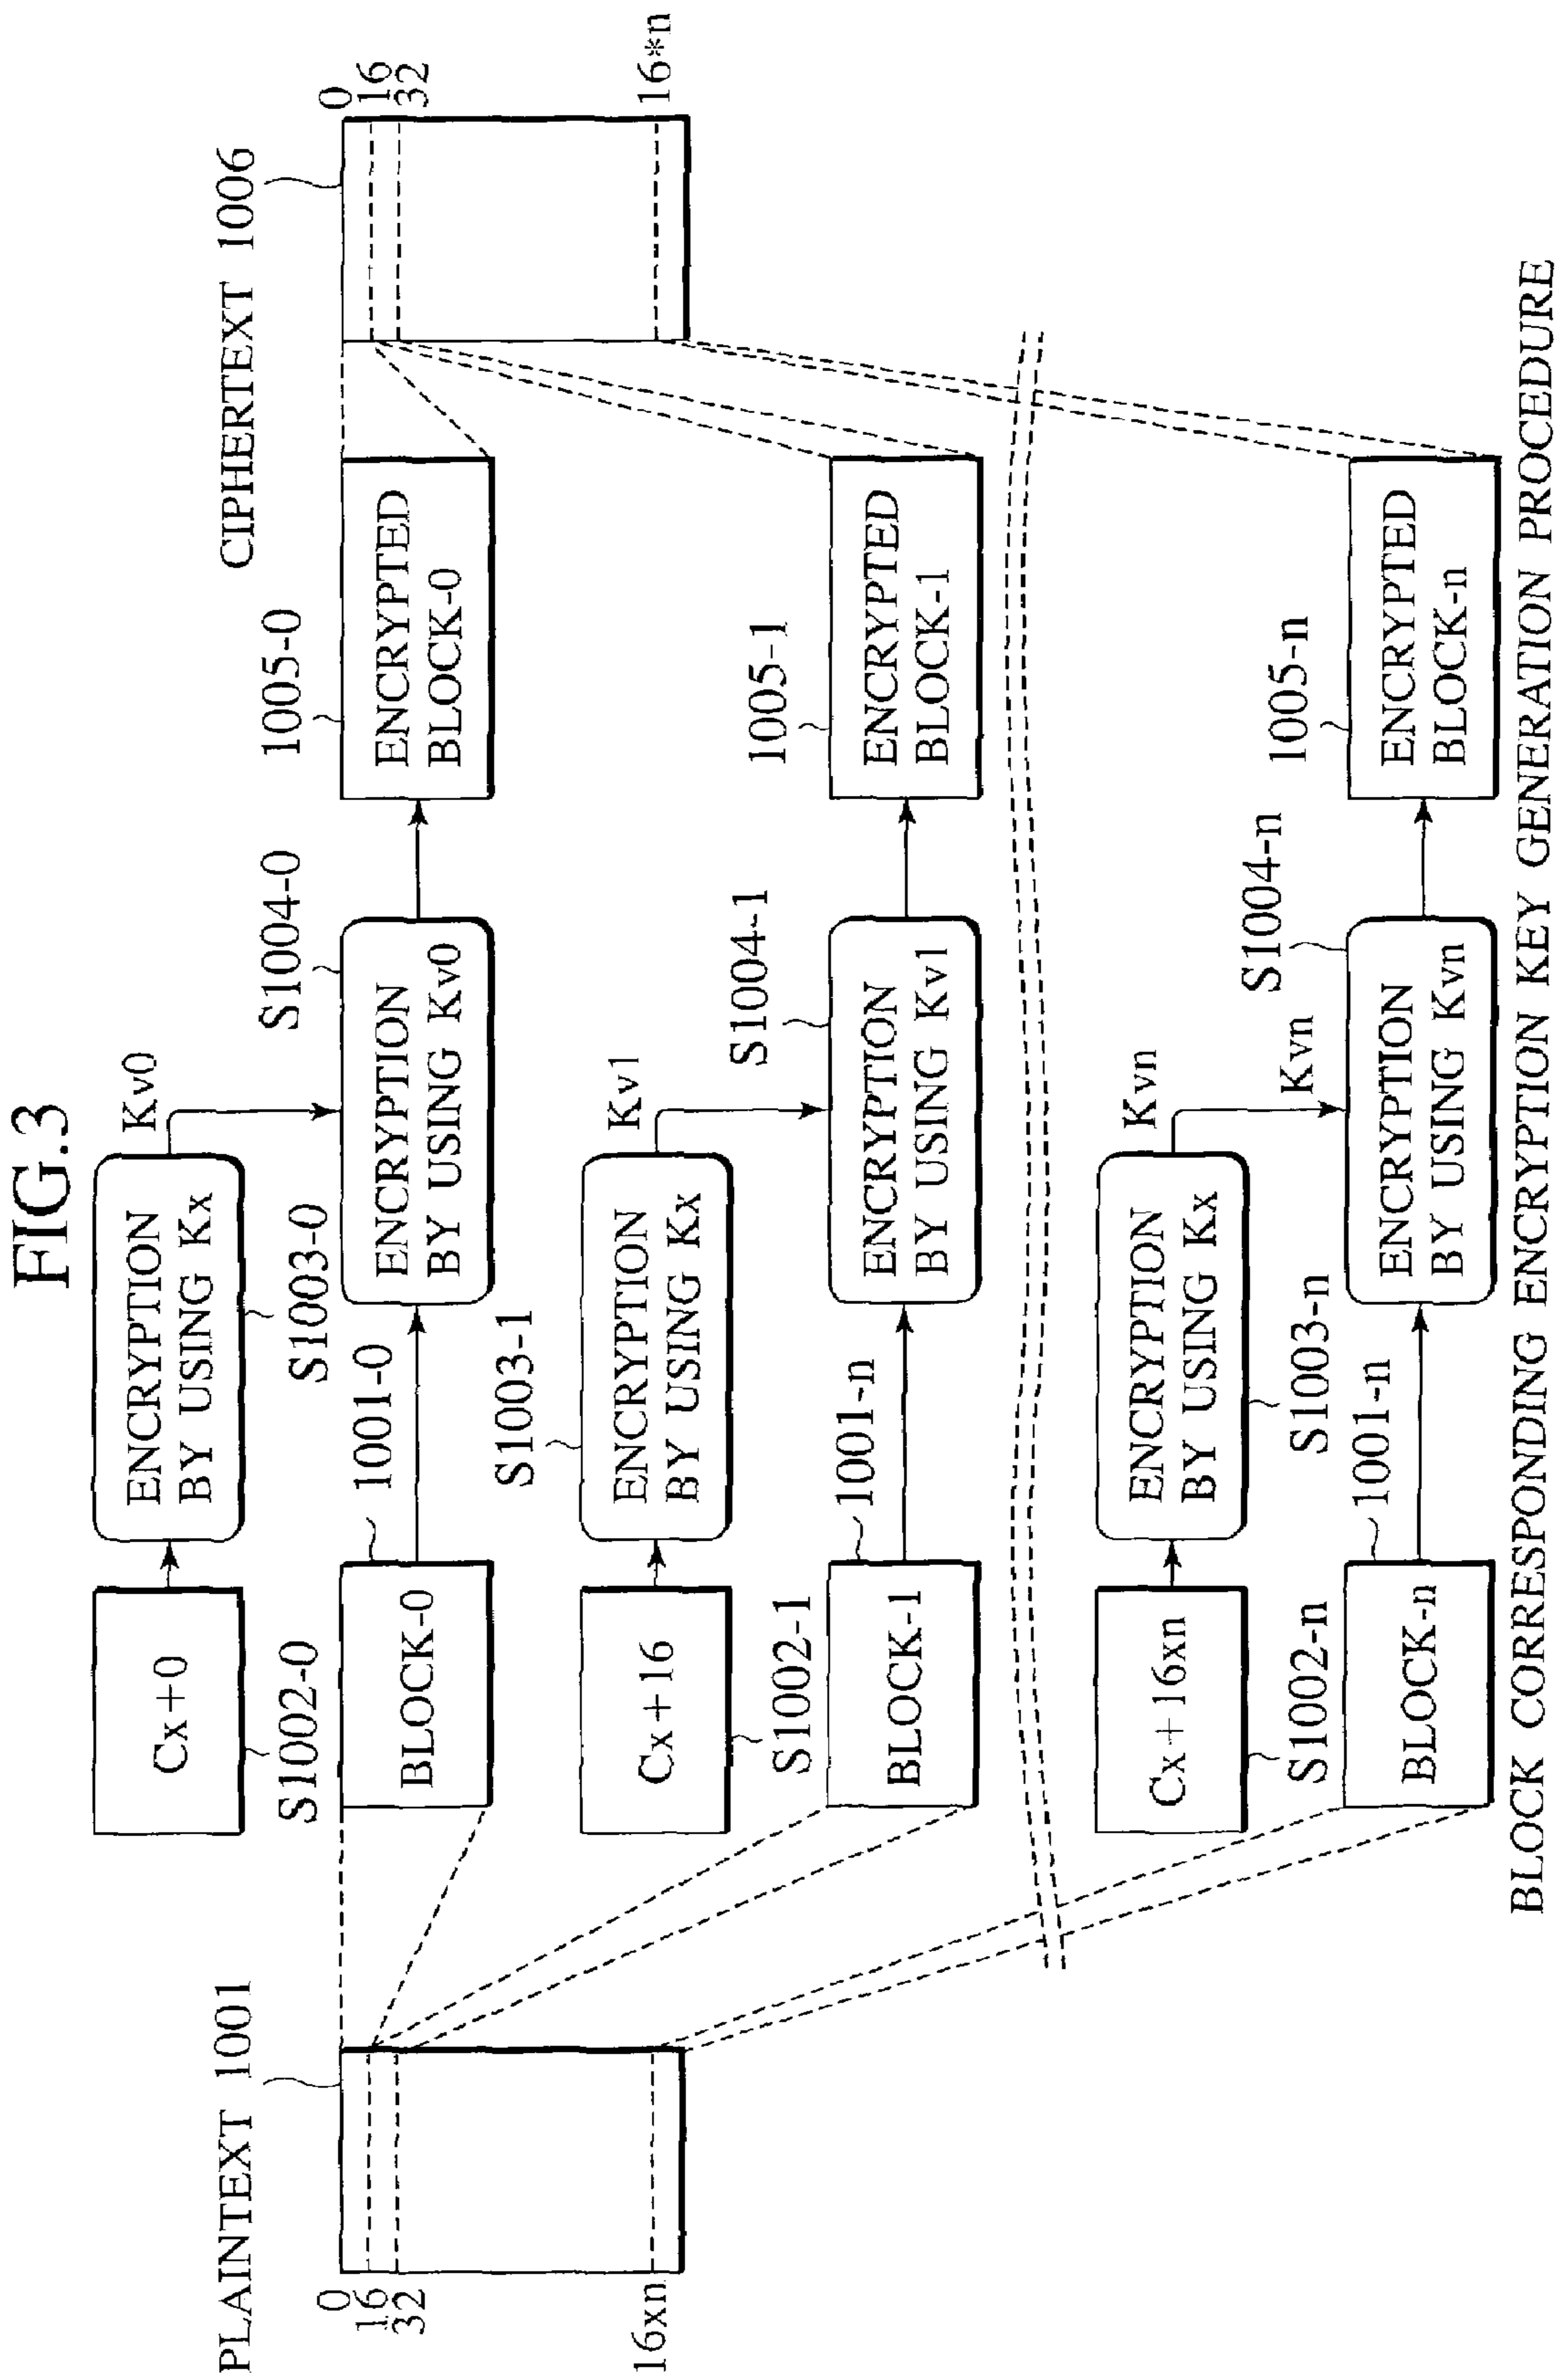 FIG.3
PLAINTEXT 1001
0
16
32
16xn
Cx+0
S1002-0
ENCRYPTION
BY USING Kx
S1003-0
Kv0
BLOCK-0
1001-0
ENCRYPTION
BY USING Kv0
S1004-0
ENCRYPTED
BLOCK-0
1005-0
Cx+16
S1002-1
ENCRYPTION
BY USING Kx
S1003-1
Kv1
BLOCK-1
1001-n
ENCRYPTION
BY USING Kv1
S1004-1
ENCRYPTED
BLOCK-1
1005-1
Cx+16xn
S1002-n
ENCRYPTION
BY USING Kx
S1003-n
Kvn
Kvn
BLOCK-n
1001-n
ENCRYPTION
BY USING Kvn
S1004-n
ENCRYPTED
BLOCK-n
1005-n
CIPHERTEXT 1006
0
16
32
16*n
BLOCK CORRESPONDING ENCRYPTION KEY GENERATION PROCEDURE